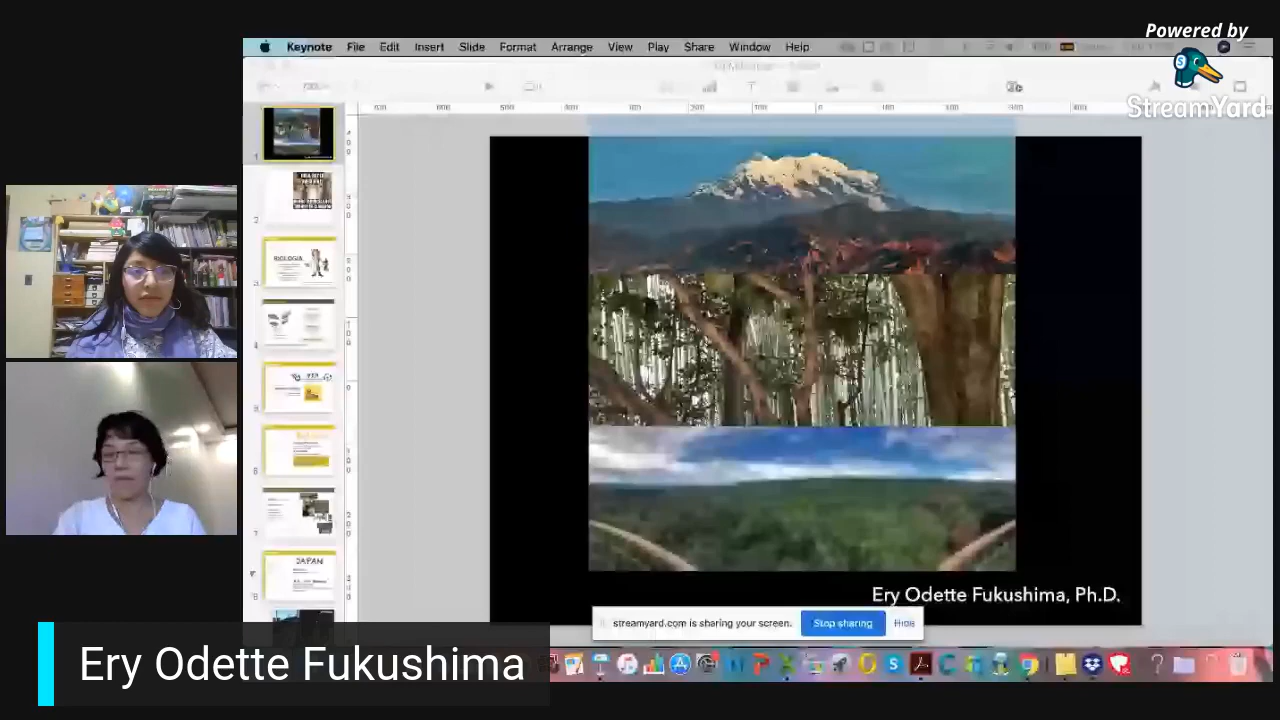 Powered by
StreamYard
Keynote File Edit Insert Slide Format Arrange View Play Share Window Help
BIOLOGIA
JAPAN
Ery Odette Fukushima, Ph.D.
streamyard.com is sharing your screen. Stop sharing Hide
Ery Odette Fukushima